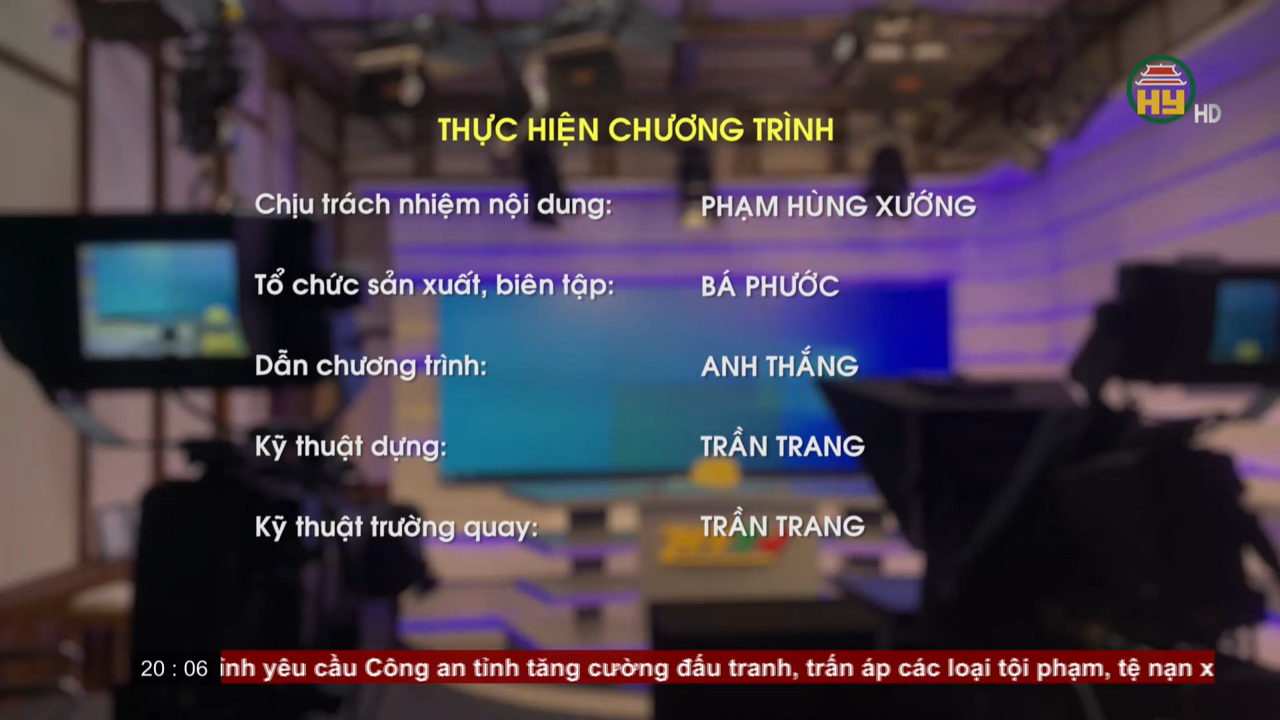 HY HD
THỰC HIỆN CHƯƠNG TRÌNH
Chịu trách nhiệm nội dung: PHẠM HÙNG XƯỚNG
Tổ chức sản xuất, biên tập: BÁ PHƯỚC
Dẫn chương trình: ANH THẮNG
Kỹ thuật dựng: TRẦN TRANG
Kỹ thuật trường quay: TRẦN TRANG
20 : 06 ỉnh yêu cầu Công an tỉnh tăng cường đấu tranh, trấn áp các loại tội phạm, tệ nạn x